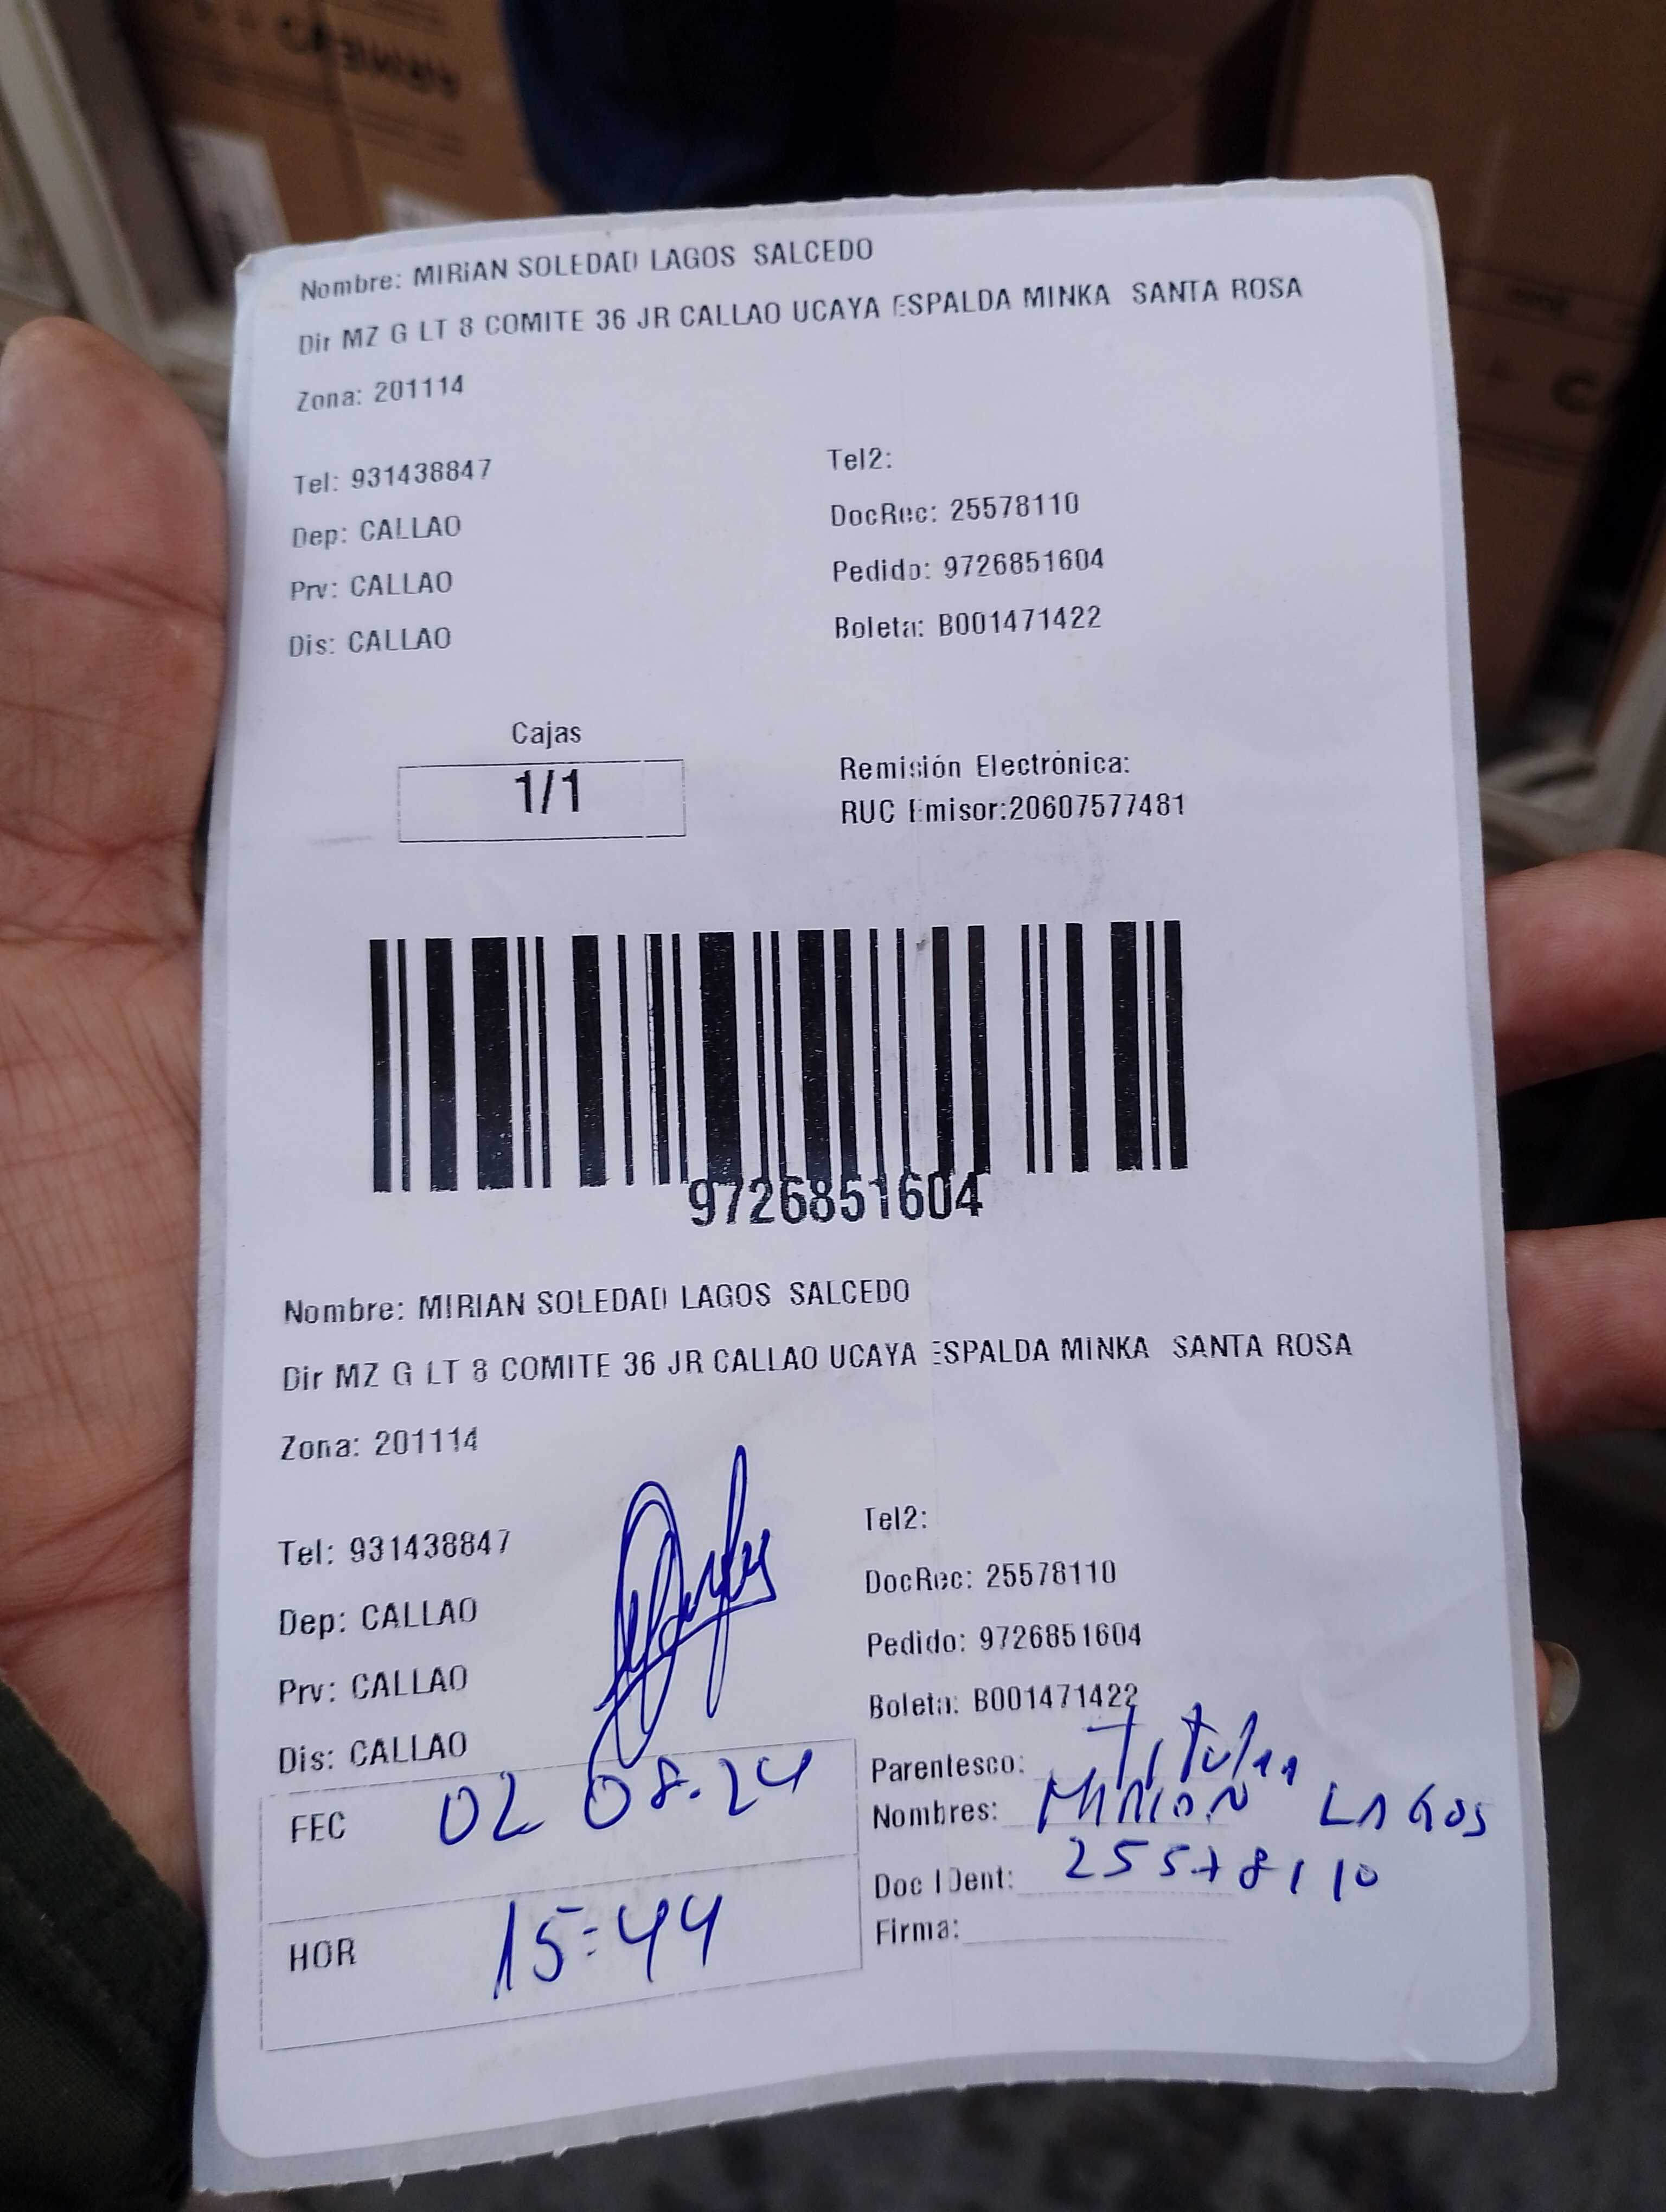 Nombre: MIRIAN SOLEDAD LAGOS SALCEDO
Dir MZ G LT 8 COMITE 36 JR CALLAO UCAYA ESPALDA MINKA SANTA ROSA
Zona: 201114
Tel: 931438847
Tel2:
Dep: CALLAO
DocRec: 25578110
Prv: CALLAO
Pedido: 9726851604
Dis: CALLAO
Boleta: B001471422
Cajas
1/1
Remisión Electrónica:
RUC Emisor:20607577481
9726851604
Nombre: MIRIAN SOLEDAD LAGOS SALCEDO
Dir MZ G LT 8 COMITE 36 JR CALLAO UCAYA ESPALDA MINKA SANTA ROSA
Zona: 201114
Tel: 931438847
Tel2:
Dep: CALLAO
DocRec: 25578110
Prv: CALLAO
Pedido: 9726851604
Dis: CALLAO
Boleta: B001471422
FEC 02 08.24
Parentesco: Titular
Nombres: MIRIAN LAGOS
Doc IDent: 25578110
HOR 15:44
Firma: